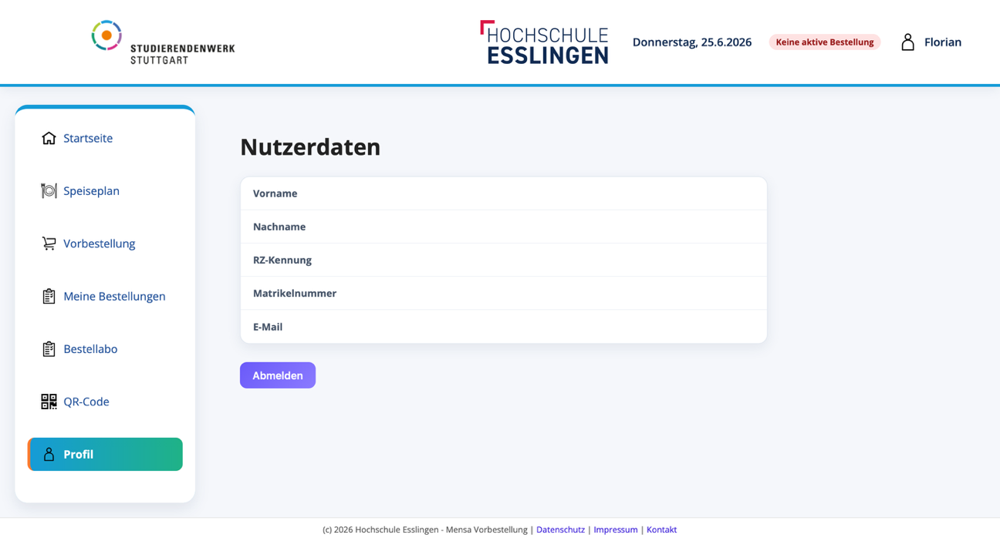 STUDIERENDENWERK
STUTTGART
HOCHSCHULE
ESSLINGEN
Donnerstag, 25.6.2026
Keine aktive Bestellung
Florian
Startseite
Speiseplan
Vorbestellung
Meine Bestellungen
Bestellabo
QR-Code
Profil
Nutzerdaten
Vorname
Nachname
RZ-Kennung
Matrikelnummer
E-Mail
Abmelden
(c) 2026 Hochschule Esslingen - Mensa Vorbestellung | Datenschutz | Impressum | Kontakt